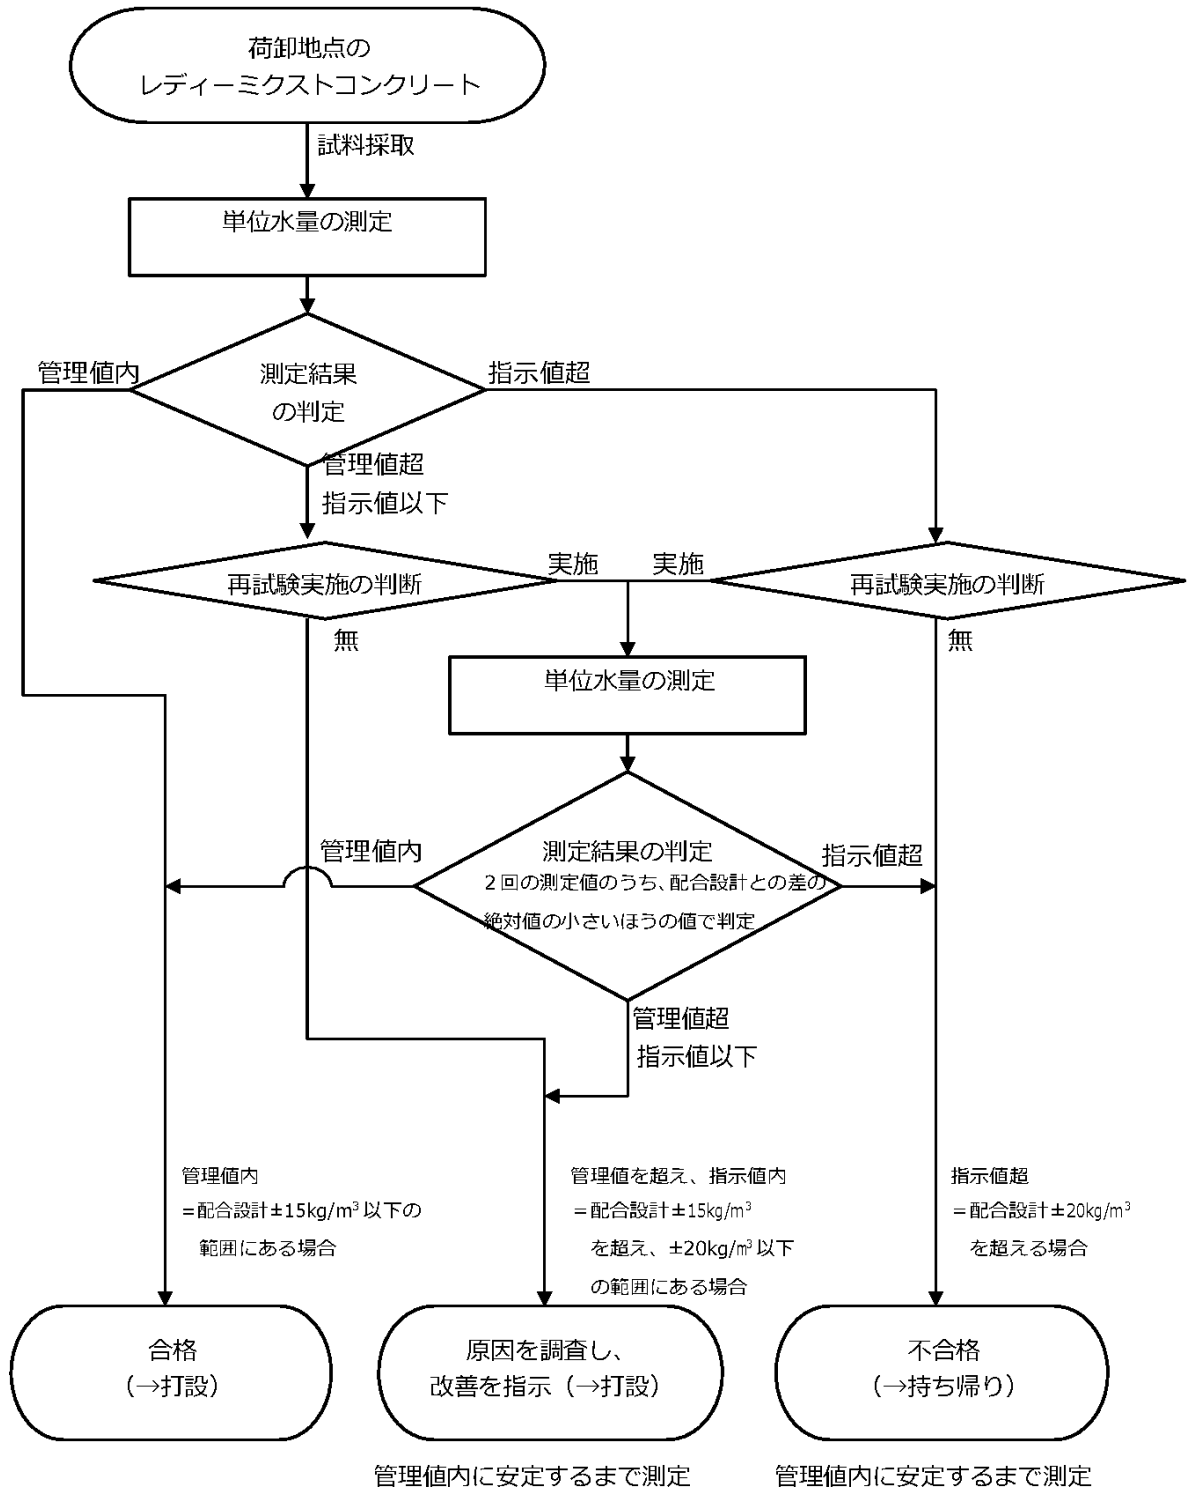 荷卸地点の
レディーミクストコンクリート
試料採取
単位水量の測定
管理値内
測定結果
の判定
指示値超
管理値超
指示値以下
再試験実施の判断
実施
実施
再試験実施の判断
無
無
単位水量の測定
管理値内
測定結果の判定
2回の測定値のうち、配合設計との差の
絶対値の小さいほうの値で判定
指示値超
管理値超
指示値以下
管理値内
=配合設計±15kg/m³以下の
範囲にある場合
管理値を超え、指示値内
=配合設計±15kg/m³
を超え、±20kg/m³以下
の範囲にある場合
指示値超
=配合設計±20kg/m³
を超える場合
合格
(→打設)
原因を調査し、
改善を指示(→打設)
不合格
(→持ち帰り)
管理値内に安定するまで測定
管理値内に安定するまで測定